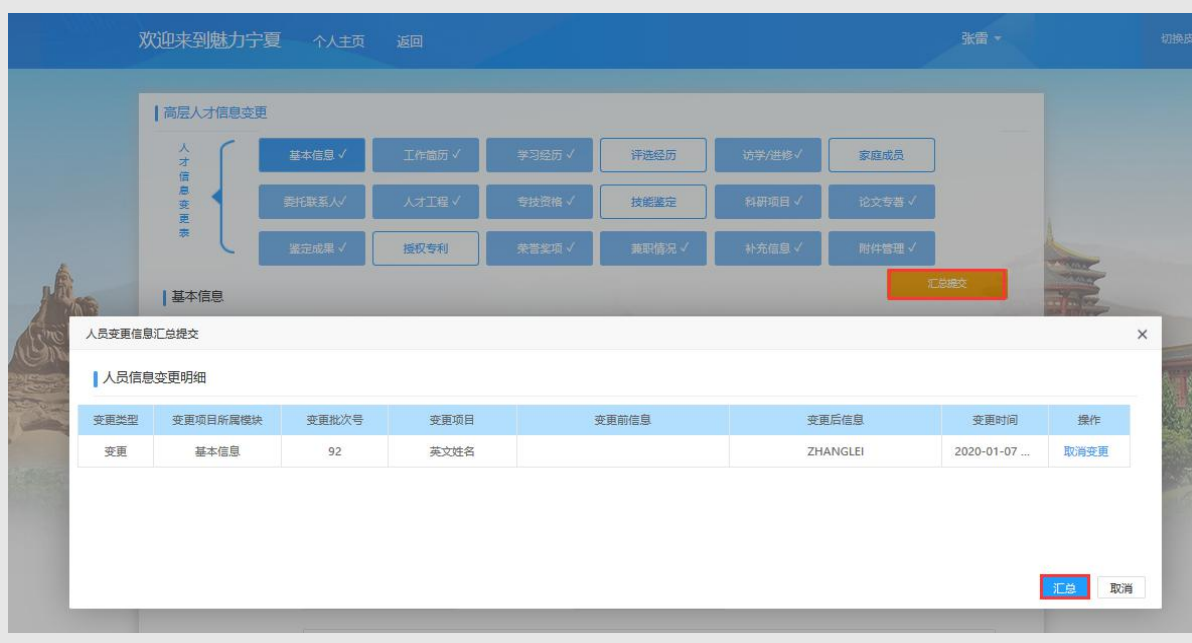 欢迎来到魅力宁夏 个人主页 返回 张雷 切换皮
高层人才信息变更
人才信息变更表
基本信息 ✓ 工作简历 ✓ 学习经历 ✓ 评选经历 访学/进修 ✓ 家庭成员
委托联系人 ✓ 人才工程 ✓ 专技资格 ✓ 技能鉴定 科研项目 ✓ 论文专著 ✓
鉴定成果 ✓ 授权专利 荣誉奖项 ✓ 兼职情况 ✓ 补充信息 ✓ 附件管理 ✓
汇总提交
基本信息
人员变更信息汇总提交 ×
人员信息变更明细
变更类型 变更项目所属模块 变更批次号 变更项目 变更前信息 变更后信息 变更时间 操作
变更 基本信息 92 英文姓名 ZHANGLEI 2020-01-07 ... 取消变更
汇总 取消